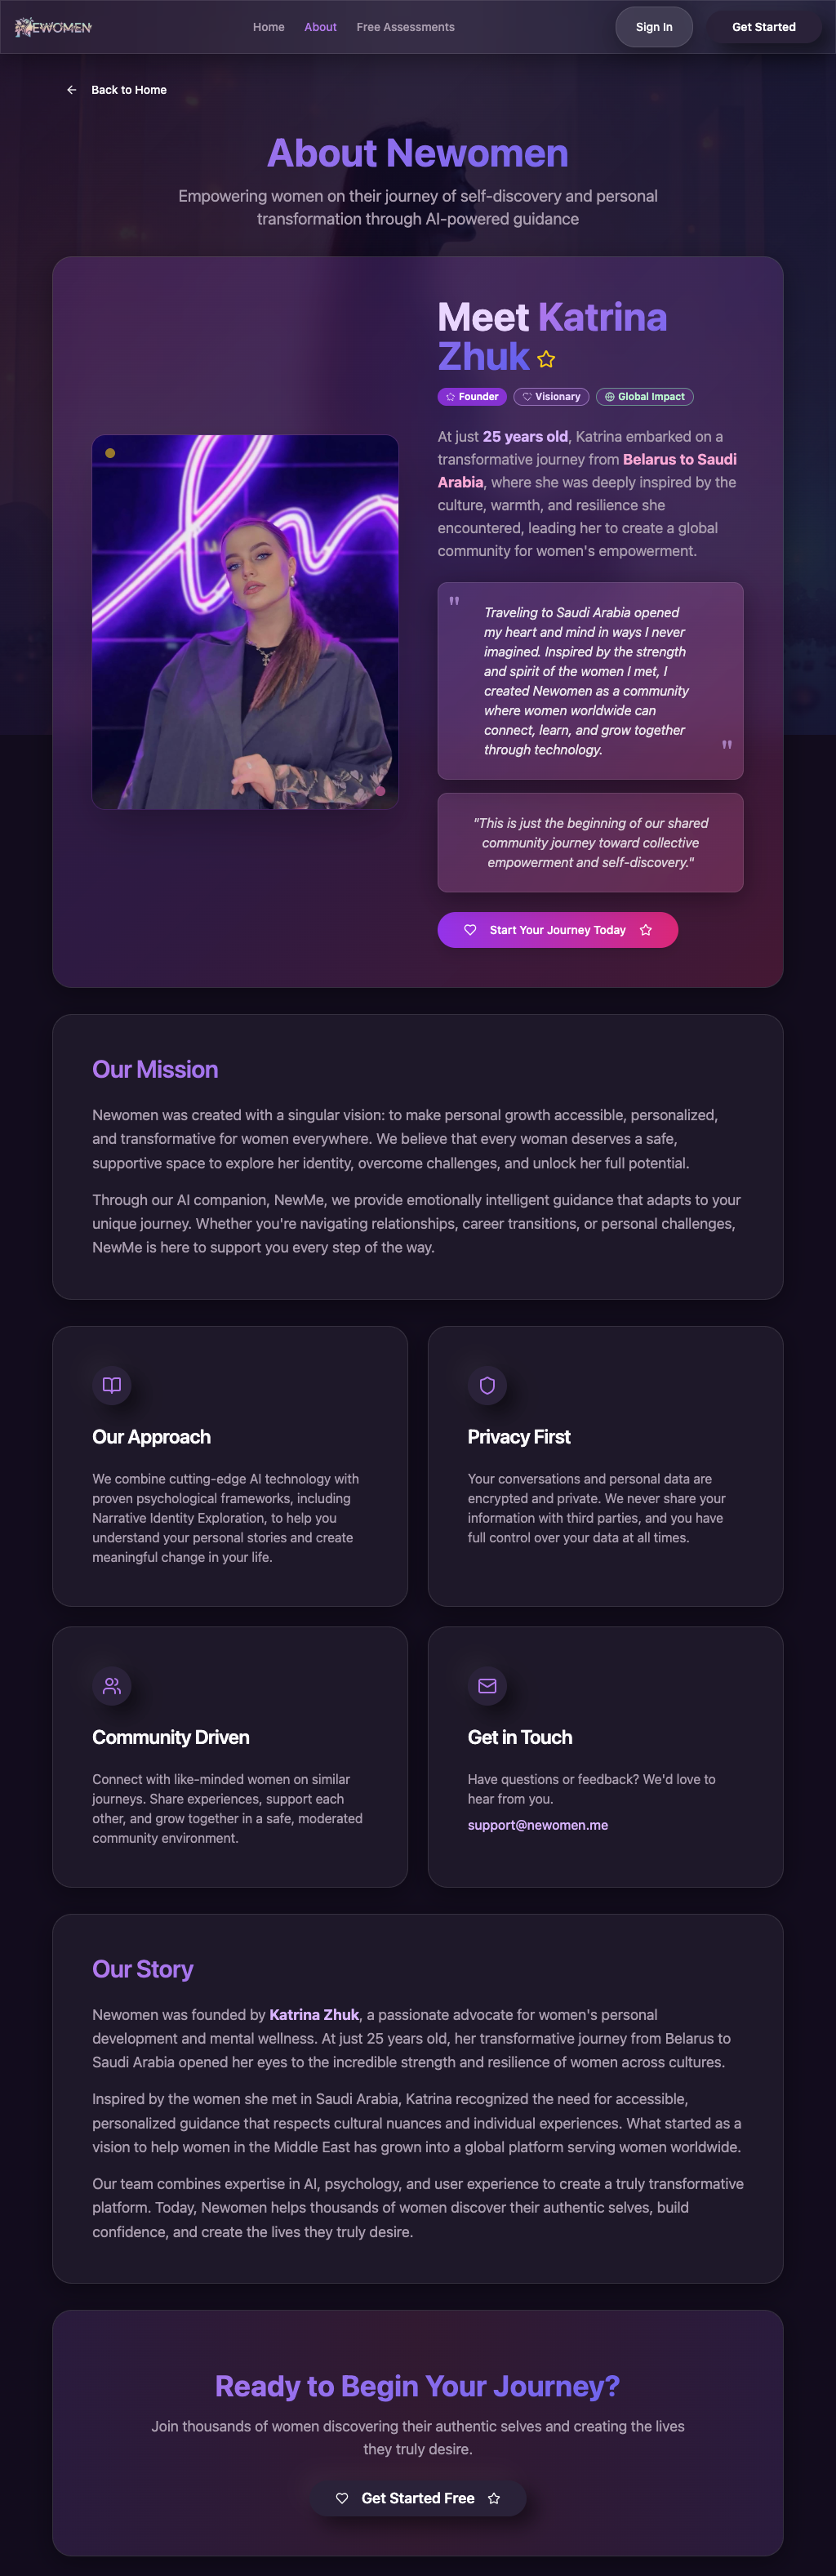 NEWOMEN
Home
About
Free Assessments
Sign In
Get Started
Back to Home
About Newomen
Empowering women on their journey of self-discovery and personal
transformation through AI-powered guidance
Meet Katrina
Zhuk
Founder
Visionary
Global Impact
At just 25 years old, Katrina embarked on a
transformative journey from Belarus to Saudi
Arabia, where she was deeply inspired by the
culture, warmth, and resilience she
encountered, leading her to create a global
community for women's empowerment.
"
Traveling to Saudi Arabia opened
my heart and mind in ways I never
imagined. Inspired by the strength
and spirit of the women I met, I
created Newomen as a community
where women worldwide can
connect, learn, and grow together
through technology.
"
"This is just the beginning of our shared
community journey toward collective
empowerment and self-discovery."
Start Your Journey Today
Our Mission
Newomen was created with a singular vision: to make personal growth accessible, personalized,
and transformative for women everywhere. We believe that every woman deserves a safe,
supportive space to explore her identity, overcome challenges, and unlock her full potential.
Through our AI companion, NewMe, we provide emotionally intelligent guidance that adapts to your
unique journey. Whether you're navigating relationships, career transitions, or personal challenges,
NewMe is here to support you every step of the way.
Our Approach
We combine cutting-edge AI technology with
proven psychological frameworks, including
Narrative Identity Exploration, to help you
understand your personal stories and create
meaningful change in your life.
Privacy First
Your conversations and personal data are
encrypted and private. We never share your
information with third parties, and you have
full control over your data at all times.
Community Driven
Connect with like-minded women on similar
journeys. Share experiences, support each
other, and grow together in a safe, moderated
community environment.
Get in Touch
Have questions or feedback? We'd love to
hear from you.
support@newomen.me
Our Story
Newomen was founded by Katrina Zhuk, a passionate advocate for women's personal
development and mental wellness. At just 25 years old, her transformative journey from Belarus to
Saudi Arabia opened her eyes to the incredible strength and resilience of women across cultures.
Inspired by the women she met in Saudi Arabia, Katrina recognized the need for accessible,
personalized guidance that respects cultural nuances and individual experiences. What started as a
vision to help women in the Middle East has grown into a global platform serving women worldwide.
Our team combines expertise in AI, psychology, and user experience to create a truly transformative
platform. Today, Newomen helps thousands of women discover their authentic selves, build
confidence, and create the lives they truly desire.
Ready to Begin Your Journey?
Join thousands of women discovering their authentic selves and creating the lives
they truly desire.
Get Started Free